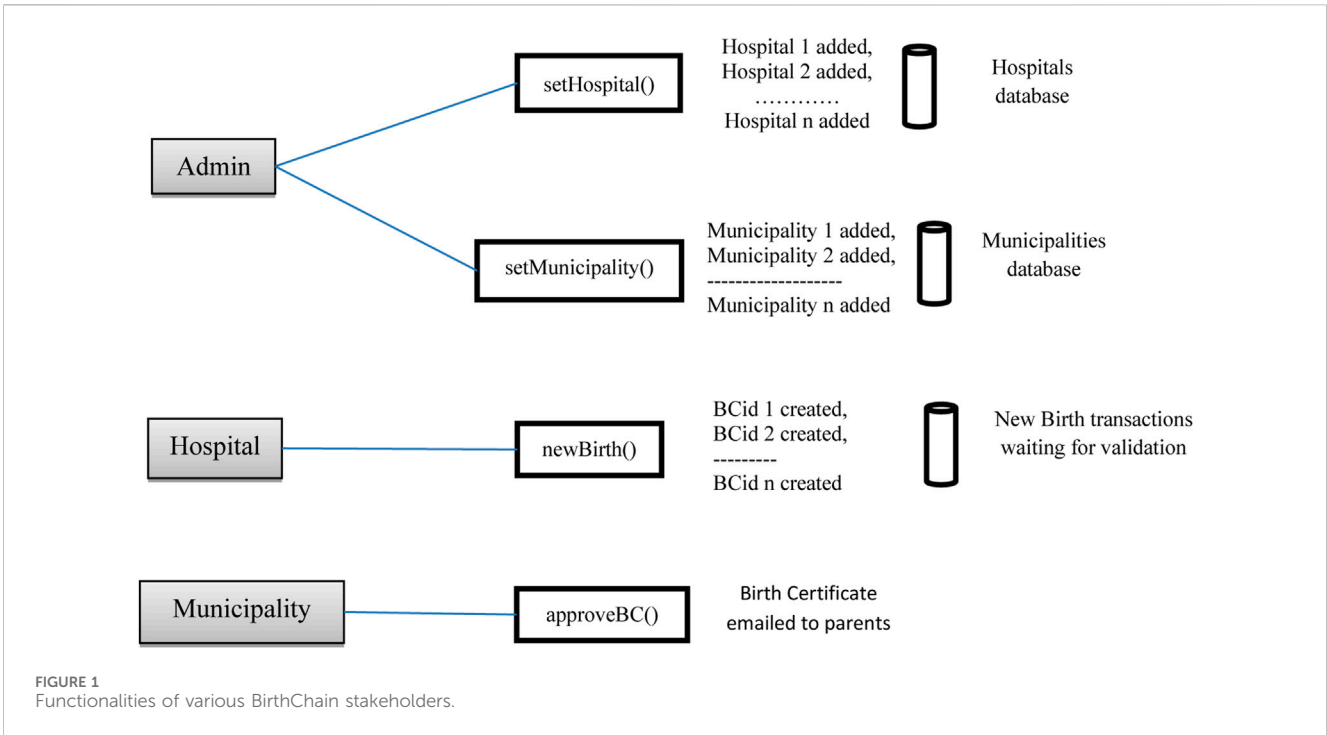 setHospital()
Hospital 1 added,
Hospital 2 added,
…………
Hospital n added
Hospitals
database
Admin
setMunicipality()
Municipality 1 added,
Municipality 2 added,
-------------------
Municipality n added
Municipalities
database
Hospital
newBirth()
BCid 1 created,
BCid 2 created,
---------
BCid n created
New Birth transactions
waiting for validation
Municipality
approveBC()
Birth Certificate
emailed to parents
FIGURE 1
Functionalities of various BirthChain stakeholders.